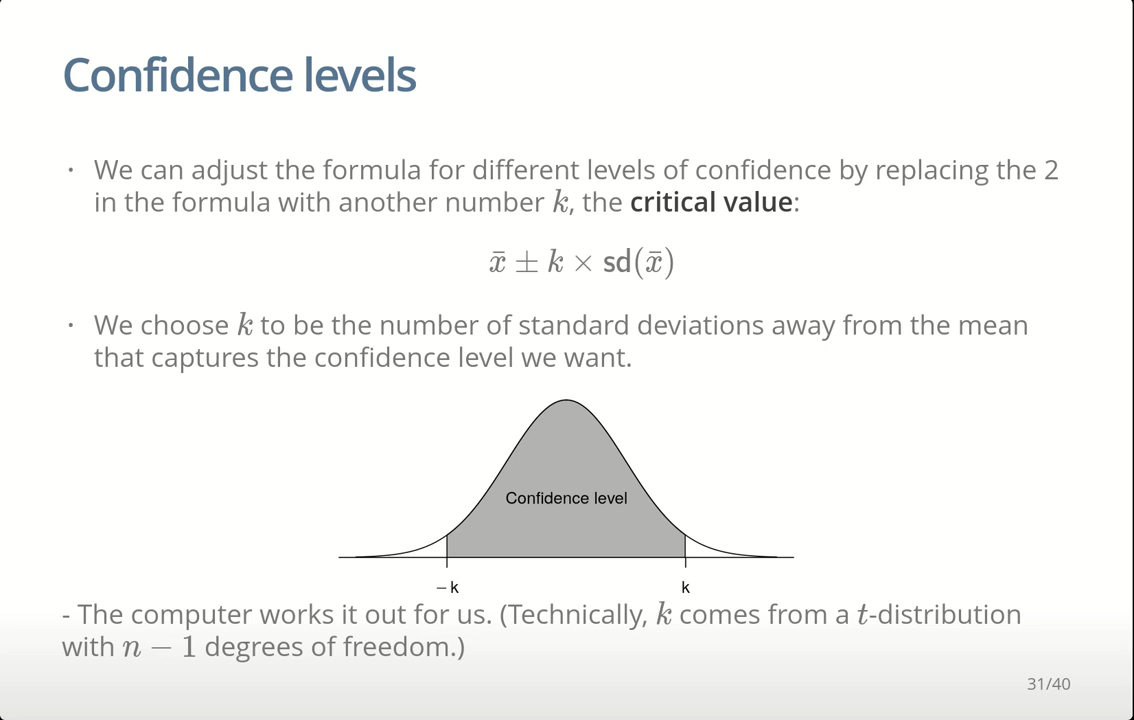 Confidence levels
· We can adjust the formula for different levels of confidence by replacing the 2
in the formula with another number k, the critical value:
x̄ ± k × sd(x̄)
· We choose k to be the number of standard deviations away from the mean
that captures the confidence level we want.
Confidence level
−k k
- The computer works it out for us. (Technically, k comes from a t-distribution
with n − 1 degrees of freedom.)
31/40